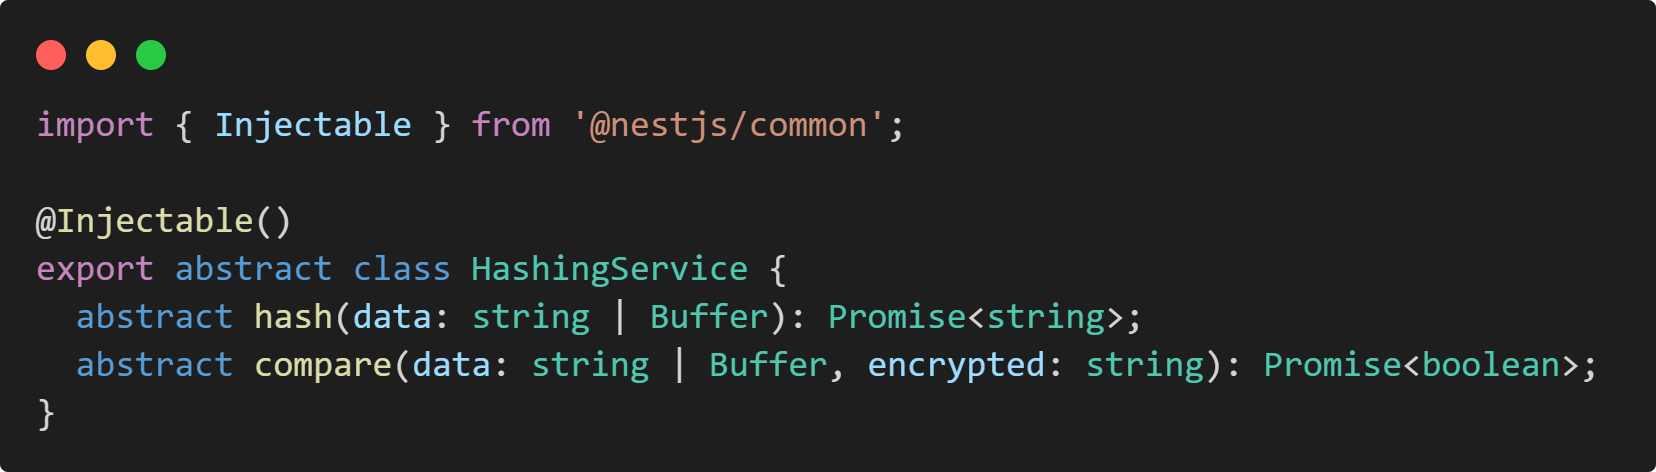 import { Injectable } from '@nestjs/common';
@Injectable()
export abstract class HashingService {
  abstract hash(data: string | Buffer): Promise<string>;
  abstract compare(data: string | Buffer, encrypted: string): Promise<boolean>;
}